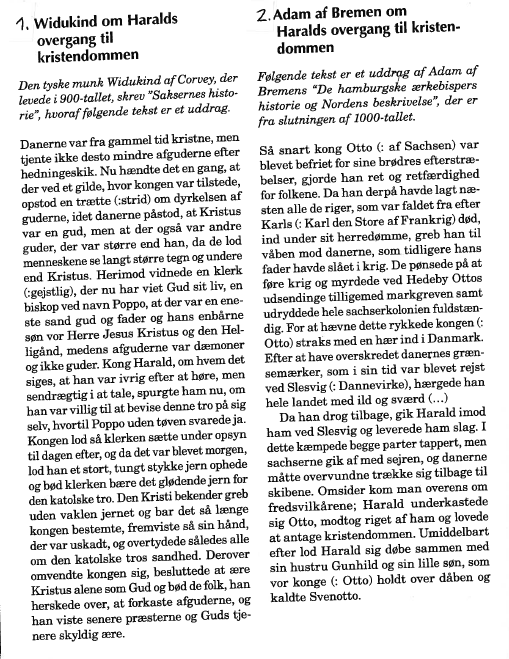 1. Widukind om Haralds
overgang til
kristendommen
Den tyske munk Widukind af Corvey, der
levede i 900-tallet, skrev "Saksernes histo-
rie", hvoraf følgende tekst er et uddrag.
Danerne var fra gammel tid kristne, men
tjente ikke desto mindre afguderne efter
hedningeskik. Nu hændte det en gang, at
der ved et gilde, hvor kongen var tilstede,
opstod en trætte (:strid) om dyrkelsen af
guderne, idet danerne påstod, at Kristus
var en gud, men at der også var andre
guder, der var større end han, da de lod
menneskene se langt større tegn og undere
end Kristus. Herimod vidnede en klerk
(:gejstlig), der nu har viet Gud sit liv, en
biskop ved navn Poppo, at der var en ene-
ste sand gud og fader og hans enbårne
søn vor Herre Jesus Kristus og den Hel-
ligånd, medens afguderne var dæmoner
og ikke guder. Kong Harald, om hvem det
siges, at han var ivrig efter at høre, men
sendrægtig i at tale, spurgte ham nu, om
han var villig til at bevise denne tro på sig
selv, hvortil Poppo uden tøven svarede ja.
Kongen lod så klerken sætte under opsyn
til dagen efter, og da det var blevet morgen,
lod han et stort, tungt stykke jern ophede
og bød klerken bære det glødende jern for
den katolske tro. Den Kristi bekender greb
uden vaklen jernet og bar det så længe
kongen bestemte, fremviste så sin hånd,
der var uskadt, og overtydede således alle
om den katolske tros sandhed. Derover
omvendte kongen sig, besluttede at ære
Kristus alene som Gud og bød de folk, han
herskede over, at forkaste afguderne, og
han viste senere præsterne og Guds tje-
nere skyldig ære.
2. Adam af Bremen om
Haralds overgang til kristen-
dommen
Følgende tekst er et uddrag af Adam af
Bremens "De hamburgske ærkebispers
historie og Nordens beskrivelse", der er
fra slutningen af 1000-tallet.
Så snart kong Otto (: af Sachsen) var
blevet befriet for sine brødres efterstræ-
belser, gjorde han ret og retfærdighed
for folkene. Da han derpå havde lagt næ-
sten alle de riger, som var faldet fra efter
Karls (: Karl den Store af Frankrig) død,
ind under sit herredømme, greb han til
våben mod danerne, som tidligere hans
fader havde slået i krig. De pønsede på at
føre krig og myrdede ved Hedeby Ottos
udsendinge tilligemed markgreven samt
udryddede hele sachserkolonien fuldstæn-
dig. For at hævne dette rykkede kongen (:
Otto) straks med en hær ind i Danmark.
Efter at have overskredet danernes græn-
semærker, som i sin tid var blevet rejst
ved Slesvig (: Dannevirke), hærgede han
hele landet med ild og sværd (...)
Da han drog tilbage, gik Harald imod
ham ved Slesvig og leverede ham slag. I
dette kæmpede begge parter tappert, men
sachserne gik af med sejren, og danerne
måtte overvundne trække sig tilbage til
skibene. Omsider kom man overens om
fredsvilkårene; Harald underkastede
sig Otto, modtog riget af ham og lovede
at antage kristendommen. Umiddelbart
efter lod Harald sig døbe sammen med
sin hustru Gunhild og sin lille søn, som
vor konge (: Otto) holdt over dåben og
kaldte Svenotto.